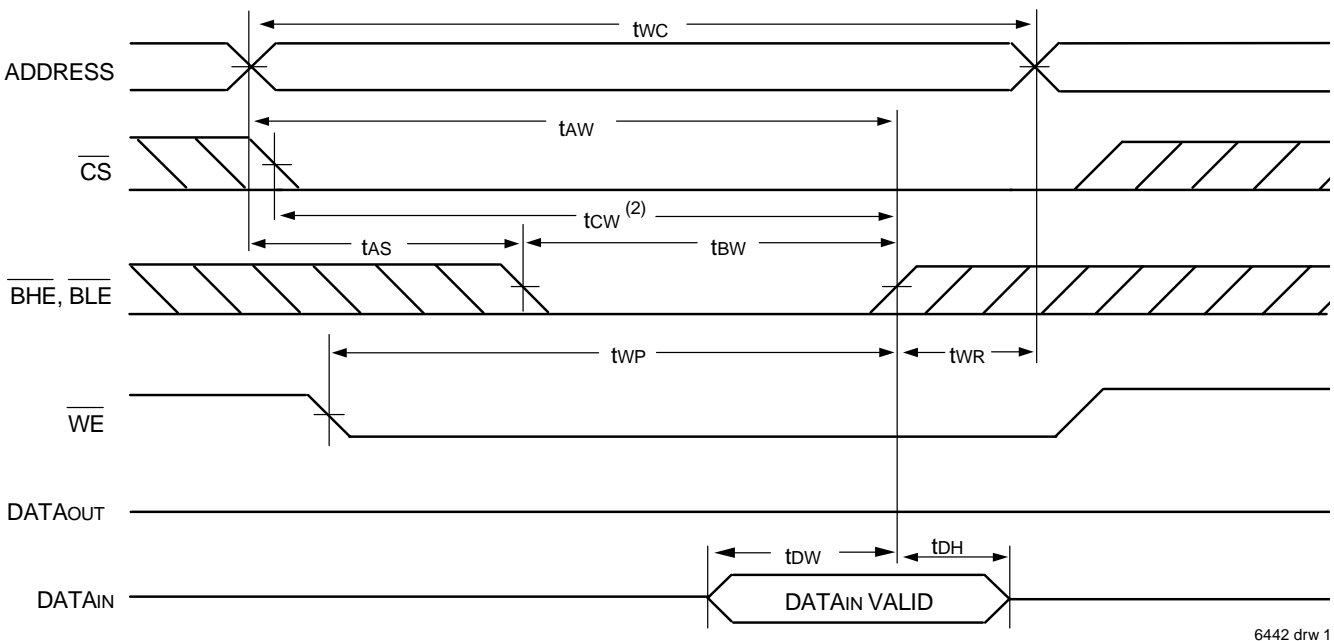 tWC
ADDRESS
tAW
CS
tCW (2)
tAS
tBW
BHE, BLE
tWP
tWR
WE
DATAOUT
tDW
tDH
DATAIN
DATAIN VALID
6442 drw 1